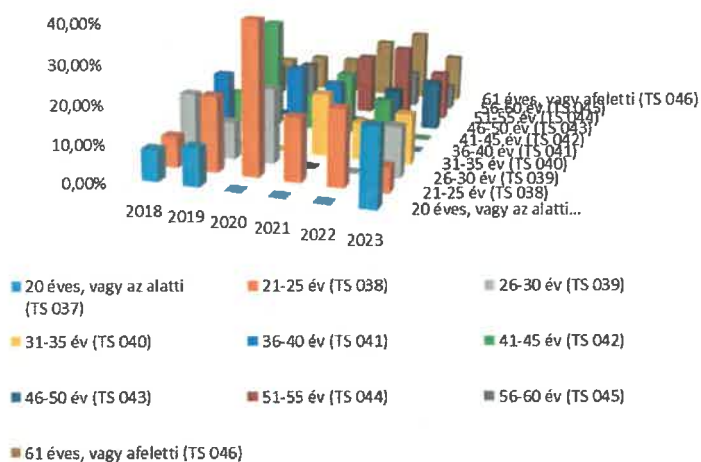 40,00%
30,00%
20,00%
10,00%
0,00%
2018
2019
2020
2021
2022
2023
61 éves, vagy afeletti (TS 046)
56-60 év (TS 045)
51-55 év (TS 044)
46-50 év (TS 043)
41-45 év (TS 042)
36-40 év (TS 041)
31-35 év (TS 040)
26-30 év (TS 039)
21-25 év (TS 038)
20 éves, vagy az alatti...
20 éves, vagy az alatti
(TS 037)
21-25 év (TS 038)
26-30 év (TS 039)
31-35 év (TS 040)
36-40 év (TS 041)
41-45 év (TS 042)
46-50 év (TS 043)
51-55 év (TS 044)
56-60 év (TS 045)
61 éves, vagy afeletti (TS 046)